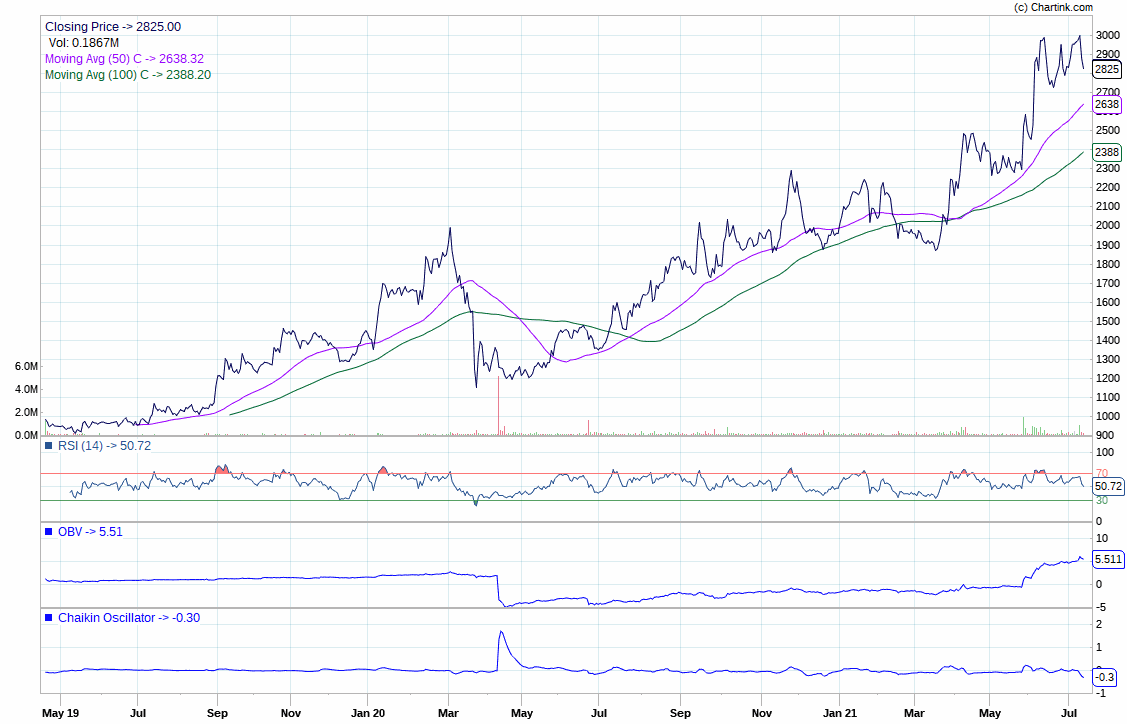 (c) Chartink.com
Closing Price -> 2825.00
Vol: 0.1867M
Moving Avg (50) C -> 2638.32
Moving Avg (100) C -> 2388.20
3000
2900
2825
2700
2638
2500
2388
2300
2200
2100
2000
1900
1800
1700
1600
1500
1400
1300
1200
1100
1000
900
6.0M
4.0M
2.0M
0.0M
RSI (14) -> 50.72
100
70
50.72
30
0
OBV -> 5.51
10
5.511
0
-5
Chaikin Oscillator -> -0.30
2
1
-0.3
-1
May 19 Jul Sep Nov Jan 20 Mar May Jul Sep Nov Jan 21 Mar May Jul